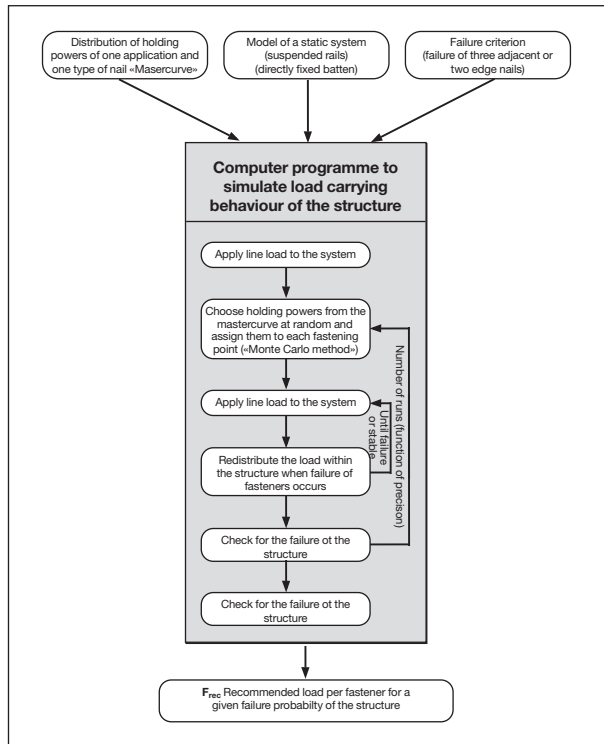 Distribution of holding
powers of one application and
one type of nail «Masercurve»
Model of a static system
(suspended rails)
(directly fixed batten)
Failure criterion
(failure of three adjacent or
two edge nails)
Computer programme to
simulate load carrying
behaviour of the structure
Apply line load to the system
Choose holding powers from the
mastercurve at random and
assign them to each fastening
point («Monte Carlo method»)
Apply line load to the system
Until failure
or stable
Number of runs (function of precison)
Redistribute the load within
the structure when failure of
fasteners occurs
Check for the failure ot the
structure
Check for the failure ot the
structure
Frec Recommended load per fastener for a
given failure probabilty of the structure